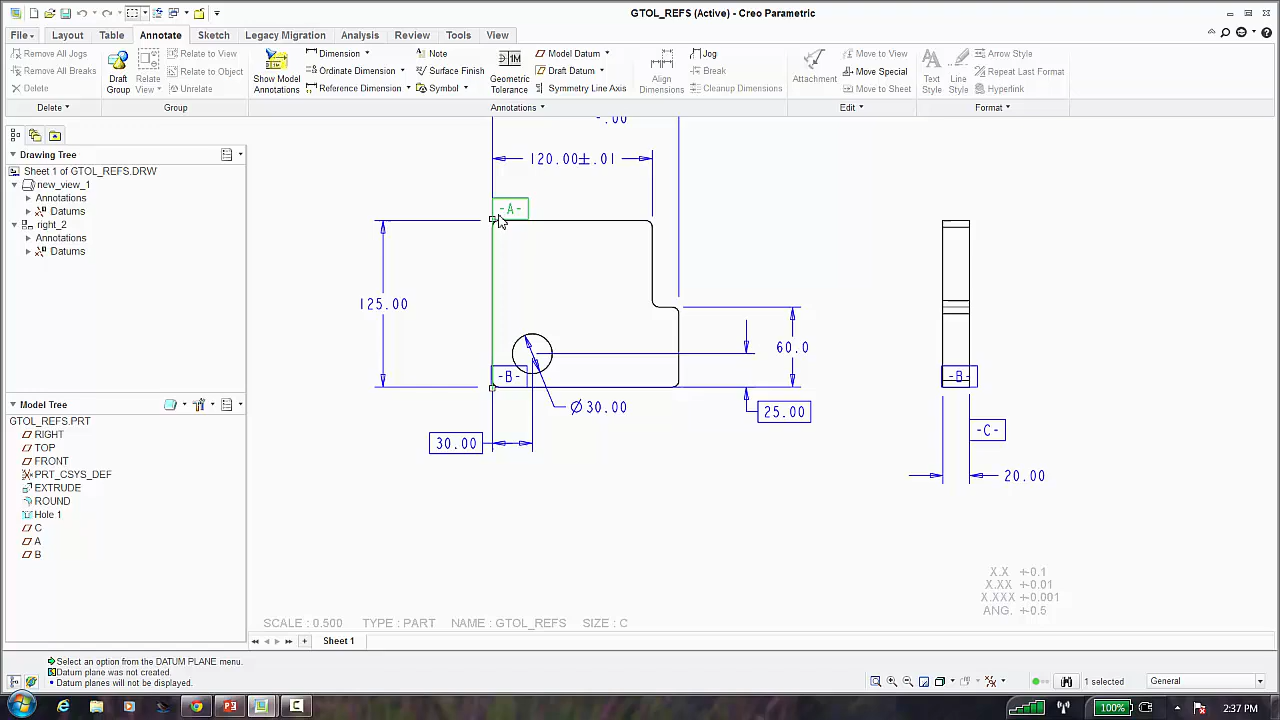 GTOL_REFS (Active) - Creo Parametric
File Layout Table Annotate Sketch Legacy Migration Analysis Review Tools View
Remove All Jogs
Remove All Breaks
Delete
Delete
Draft Group
Relate View
Relate to View
Relate to Object
Unrelate
Group
Show Model Annotations
Dimension
Ordinate Dimension
Reference Dimension
Note
Surface Finish
Symbol
Geometric Tolerance
Model Datum
Draft Datum
Symmetry Line Axis
Annotations
Align Dimensions
Jog
Break
Cleanup Dimensions
Attachment
Move to View
Move Special
Move to Sheet
Edit
Text Style
Line Style
Arrow Style
Repeat Last Format
Hyperlink
Format
Drawing Tree
Sheet 1 of GTOL_REFS.DRW
new_view_1
Annotations
Datums
right_2
Annotations
Datums
Model Tree
GTOL_REFS.PRT
RIGHT
TOP
FRONT
PRT_CSYS_DEF
EXTRUDE
ROUND
Hole 1
C
A
B
120.00±.01
-A-
125.00
60.0
-B-
-B-
Ø30.00
25.00
-C-
30.00
20.00
X.X +-0.1
X.XX +-0.01
X.XXX +-0.001
ANG. +-0.5
SCALE : 0.500 TYPE : PART NAME : GTOL_REFS SIZE : C
Sheet 1
Select an option from the DATUM PLANE menu.
Datum plane was not created.
Datum planes will not be displayed.
1 selected
General
100%
2:37 PM